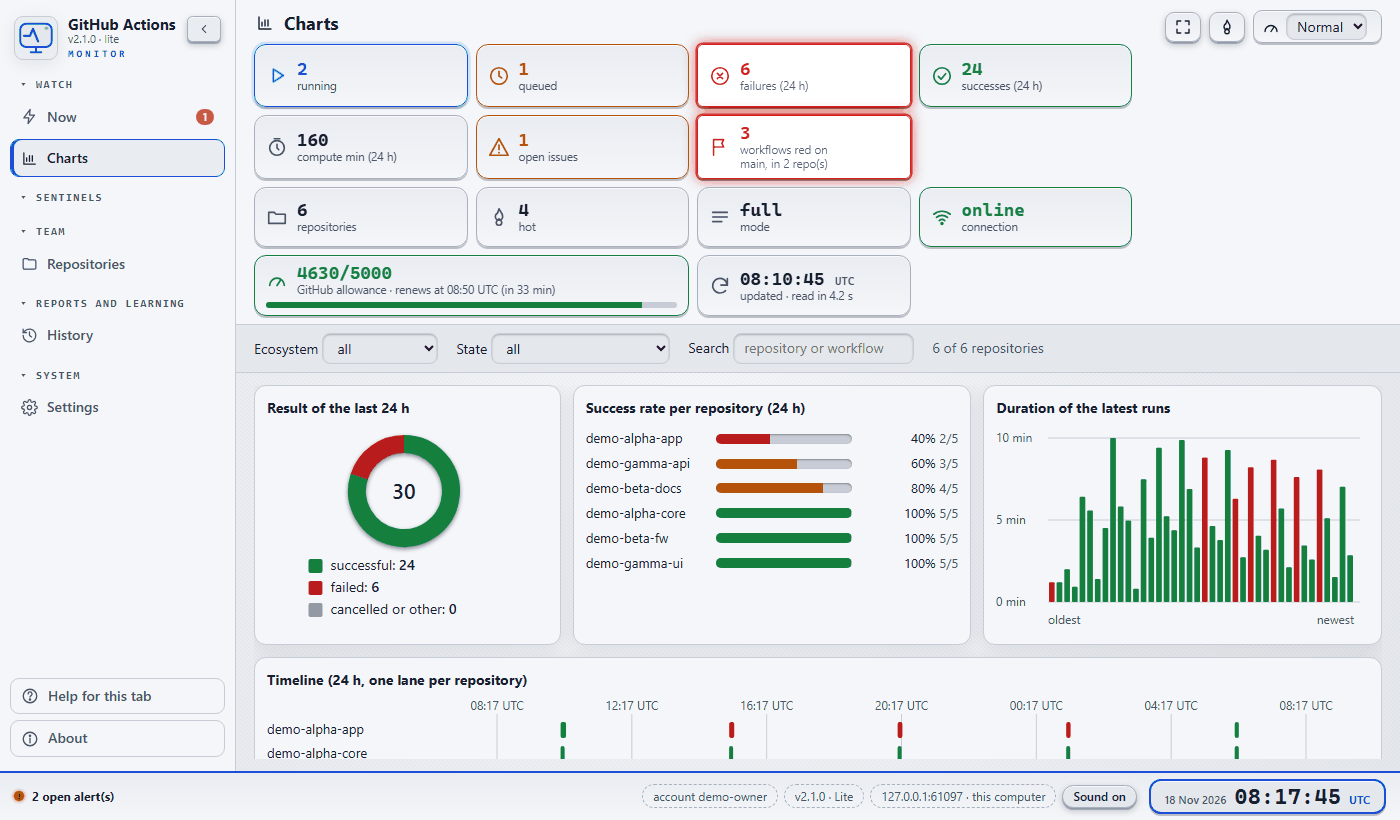 GitHub Actions
v2.1.0 · lite
MONITOR
WATCH
Now
1
Charts
SENTINELS
TEAM
Repositories
REPORTS AND LEARNING
History
SYSTEM
Settings
Help for this tab
About
Charts
Normal
2
running
1
queued
6
failures (24 h)
24
successes (24 h)
160
compute min (24 h)
1
open issues
3
workflows red on
main, in 2 repo(s)
6
repositories
4
hot
full
mode
online
connection
4630/5000
GitHub allowance · renews at 08:50 UTC (in 33 min)
08:10:45 UTC
updated · read in 4.2 s
Ecosystem all State all Search repository or workflow 6 of 6 repositories
Result of the last 24 h
30
successful: 24
failed: 6
cancelled or other: 0
Success rate per repository (24 h)
demo-alpha-app 40% 2/5
demo-gamma-api 60% 3/5
demo-beta-docs 80% 4/5
demo-alpha-core 100% 5/5
demo-beta-fw 100% 5/5
demo-gamma-ui 100% 5/5
Duration of the latest runs
10 min
5 min
0 min
oldest newest
Timeline (24 h, one lane per repository)
08:17 UTC 12:17 UTC 16:17 UTC 20:17 UTC 00:17 UTC 04:17 UTC 08:17 UTC
demo-alpha-app
demo-alpha-core
2 open alert(s)
account demo-owner
v2.1.0 · Lite
127.0.0.1:61097 · this computer
Sound on
18 Nov 2026 08:17:45 UTC